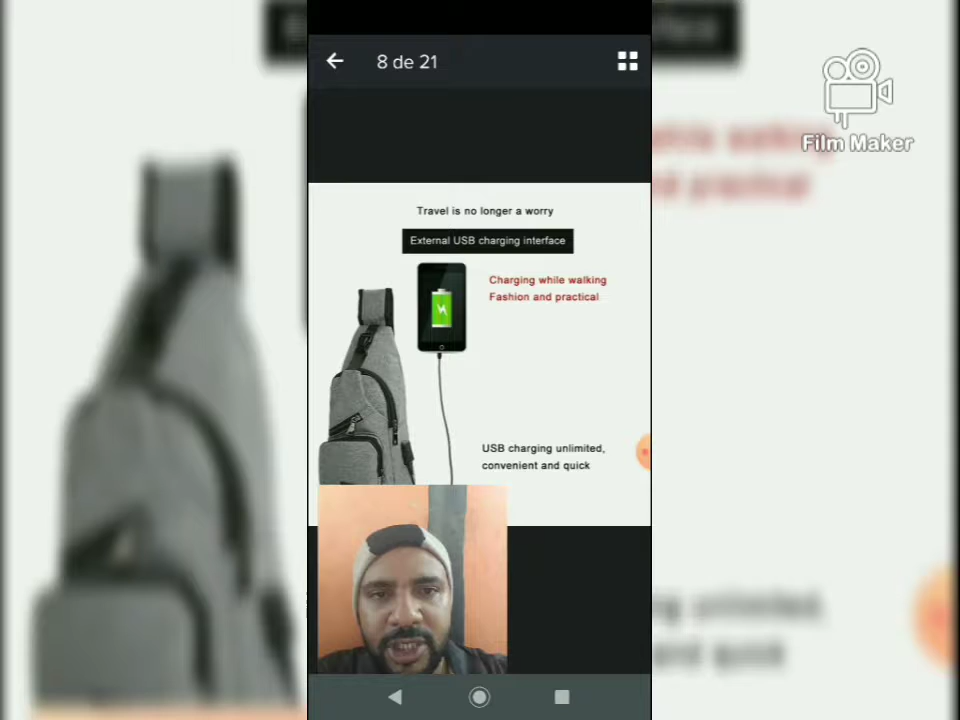 8 de 21
Film Maker
Travel is no longer a worry
External USB charging interface
Charging while walking
Fashion and practical
USB charging unlimited,
convenient and quick